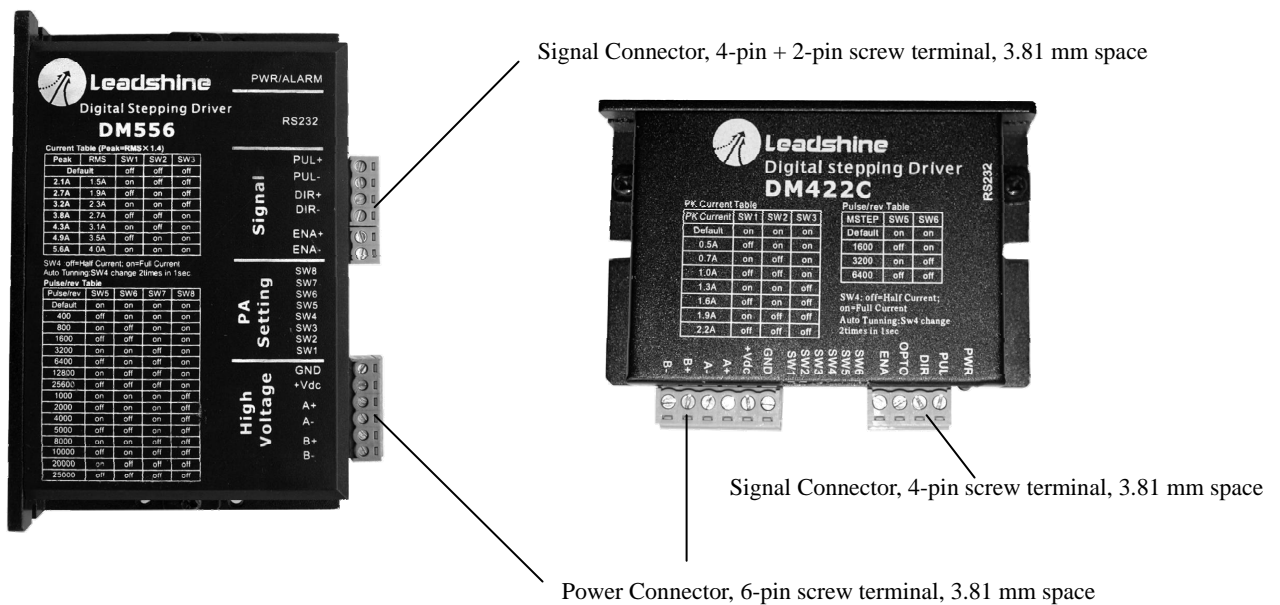 Signal Connector, 4-pin + 2-pin screw terminal, 3.81 mm space
Leadshine
Digital Stepping Driver
DM556
Current Table (Peak=RMS×1.4)
Peak RMS SW1 SW2 SW3
Default off off off
2.1A 1.5A on off off
2.7A 1.9A off on off
3.2A 2.3A on on off
3.8A 2.7A off off on
4.3A 3.1A on off on
4.9A 3.5A off on on
5.6A 4.0A on on on
SW4 off=Half Current; on=Full Current
Auto Tunning:SW4 change 2times in 1sec
Pulse/rev Table
Pulse/rev SW5 SW6 SW7 SW8
Default on on on on
400 off on on on
800 on off on on
1600 off off on on
3200 on on off on
6400 off on off on
12800 on off off on
25600 off off off on
1000 on on on off
2000 off on on off
4000 on off on off
5000 off off on off
8000 on on off off
10000 off on off off
20000 on off off off
25000 off off off off
PWR/ALARM
RS232
Signal
PUL+
PUL-
DIR+
DIR-
ENA+
ENA-
PA Setting
SW8
SW7
SW6
SW5
SW4
SW3
SW2
SW1
High Voltage
GND
+Vdc
A+
A-
B+
B-
Leadshine
Digital stepping Driver
DM422C
RS232
PK Current Table
PK Current SW1 SW2 SW3
Default on on on
0.5A off on on
0.7A on off on
1.0A off off on
1.3A on on off
1.6A off on off
1.9A on off off
2.2A off off off
Pulse/rev Table
MSTEP SW5 SW6
Default on on
1600 off on
3200 on off
6400 off off
SW4: off=Half Current;
on=Full Current
Auto Tunning:Sw4 change
2times in 1sec
B- B+ A- A+ +Vdc GND SW1 SW2 SW3 SW4 SW5 SW6 ENA OPTO DIR PUL PWR
Signal Connector, 4-pin screw terminal, 3.81 mm space
Power Connector, 6-pin screw terminal, 3.81 mm space